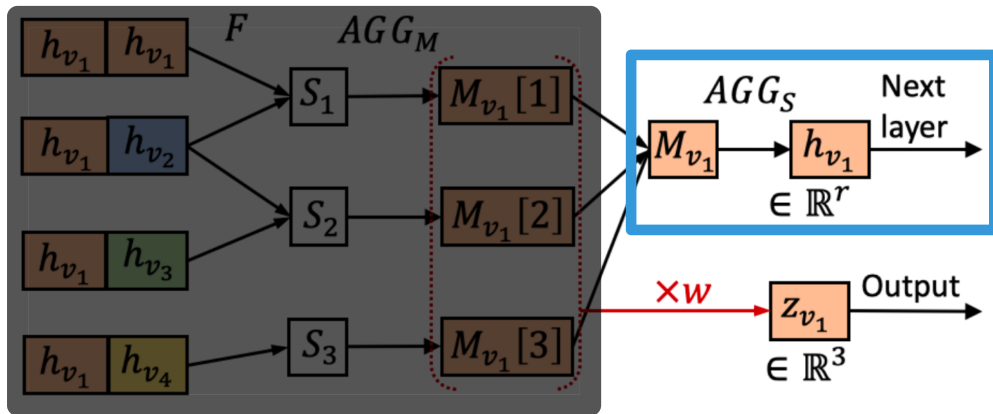 F AGG_M
h_{v_1} h_{v_1}
S_1 M_{v_1}[1]
h_{v_1} h_{v_2}
S_2 M_{v_1}[2]
h_{v_1} h_{v_3}
S_3 M_{v_1}[3]
h_{v_1} h_{v_4}
AGG_S Next
layer
M_{v_1} h_{v_1}
∈ ℝ^r
×w z_{v_1} Output
∈ ℝ^3